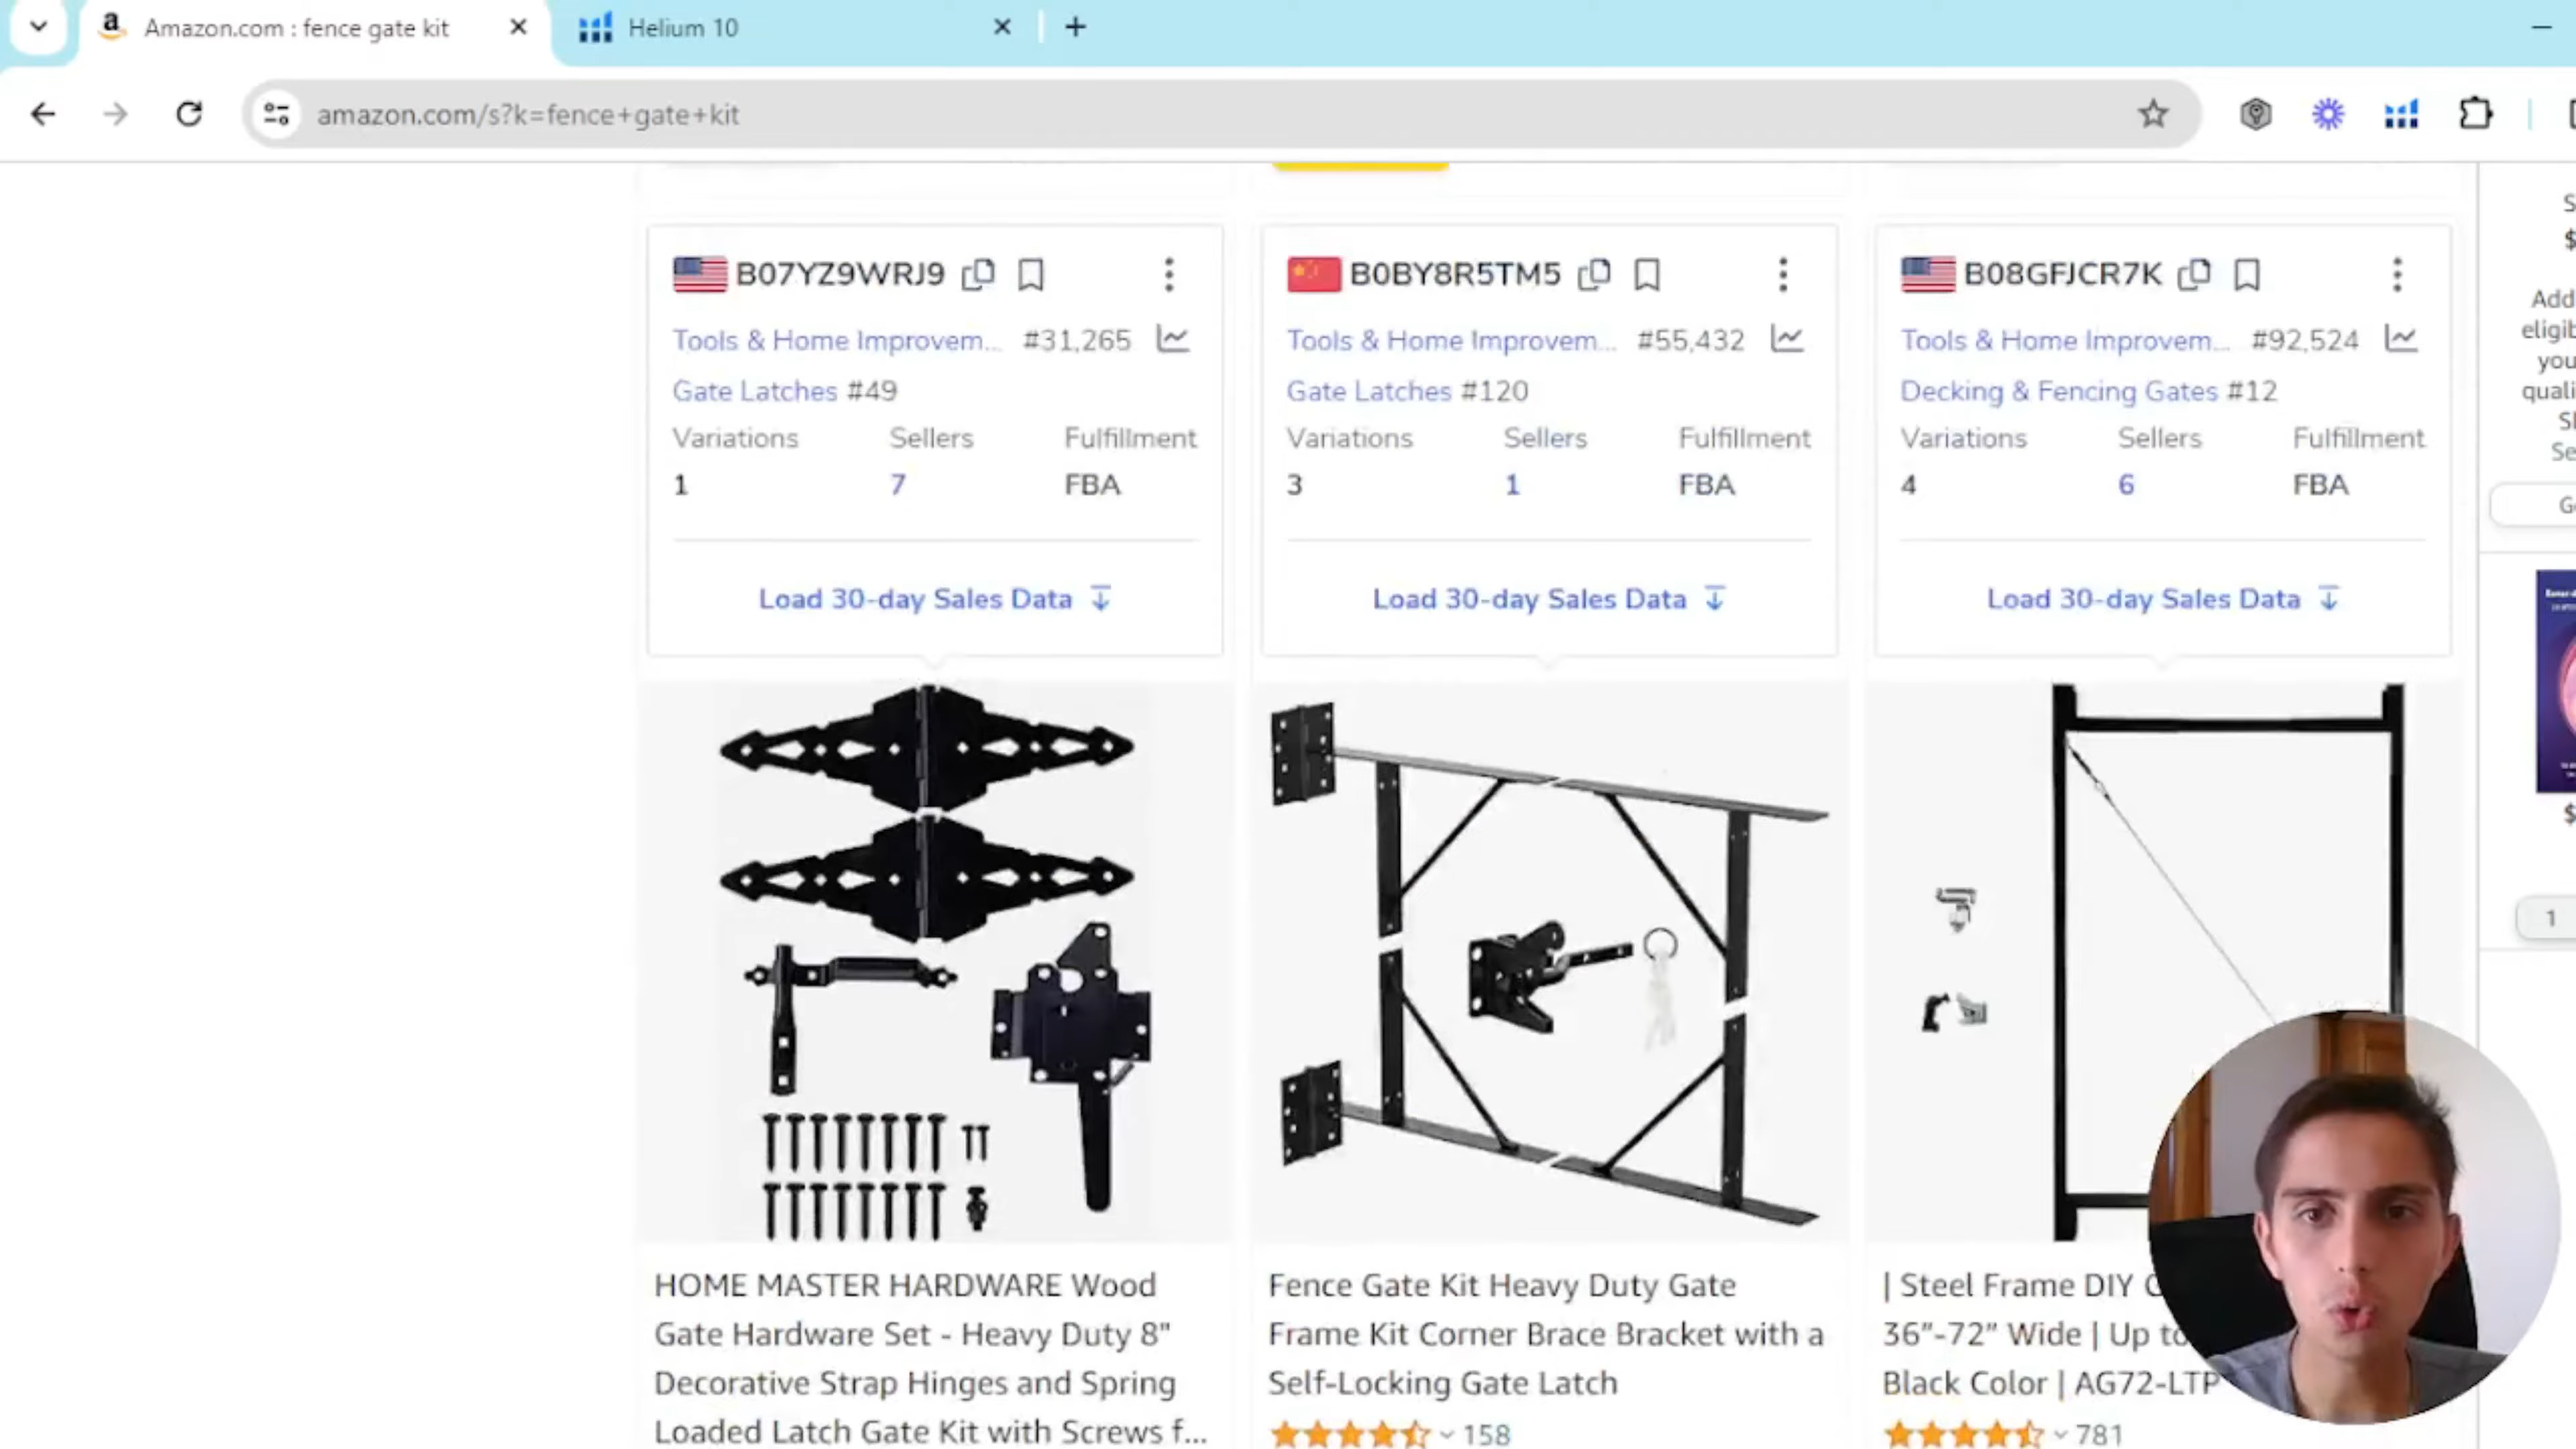 Amazon.com : fence gate kit
Helium 10
amazon.com/s?k=fence+gate+kit
B07YZ9WRJ9
Tools & Home Improvem... #31,265
Gate Latches #49
Variations Sellers Fulfillment
1 7 FBA
Load 30-day Sales Data
HOME MASTER HARDWARE Wood
Gate Hardware Set - Heavy Duty 8"
Decorative Strap Hinges and Spring
Loaded Latch Gate Kit with Screws f...
B0BY8R5TM5
Tools & Home Improvem... #55,432
Gate Latches #120
Variations Sellers Fulfillment
3 1 FBA
Load 30-day Sales Data
Fence Gate Kit Heavy Duty Gate
Frame Kit Corner Brace Bracket with a
Self-Locking Gate Latch
158
B08GFJCR7K
Tools & Home Improvem... #92,524
Decking & Fencing Gates #12
Variations Sellers Fulfillment
4 6 FBA
Load 30-day Sales Data
| Steel Frame DIY
36”-72” Wide | Up to
Black Color | AG72-LTP
781
S
$
Add
eligib
you
quali
Se
G
$
1